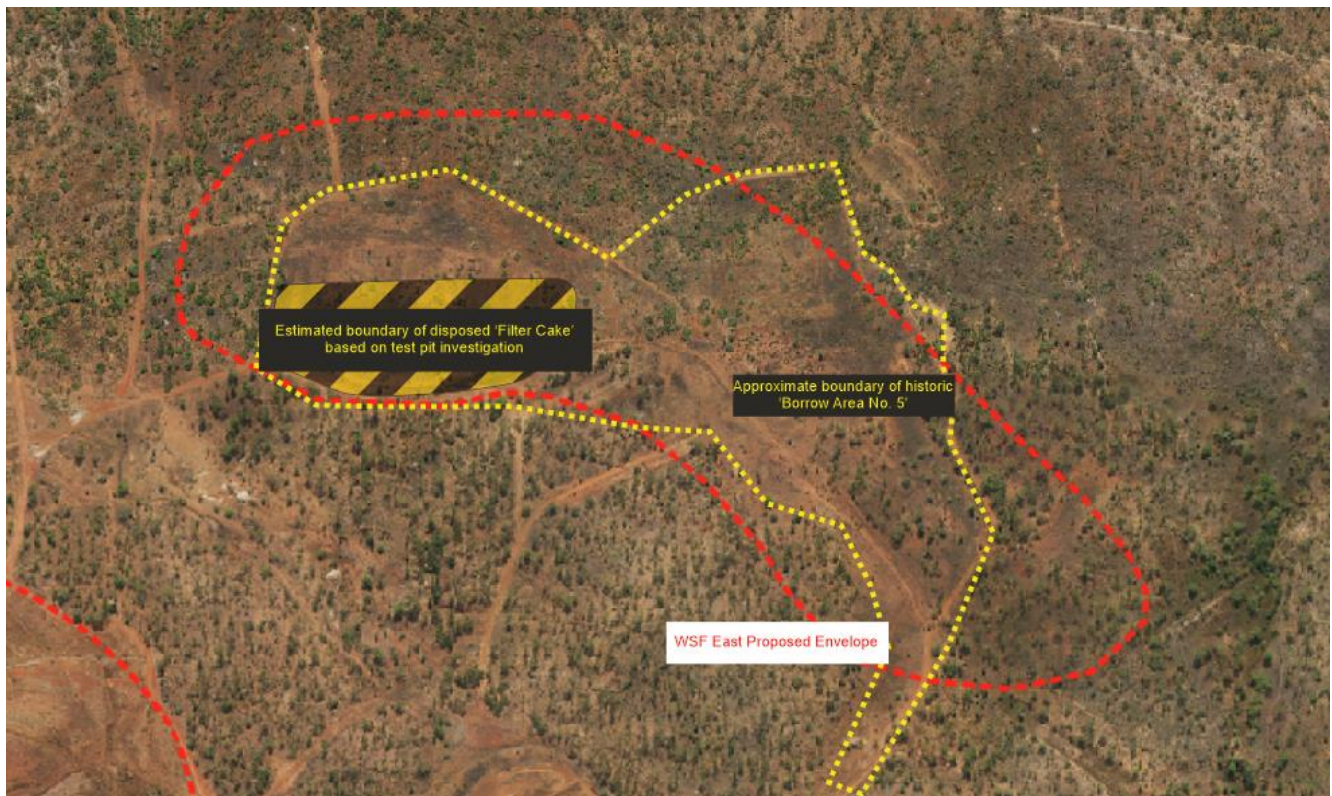 Estimated boundary of disposed 'Filter Cake'
based on test pit investigation
Approximate boundary of historic
'Borrow Area No. 5'
WSF East Proposed Envelope